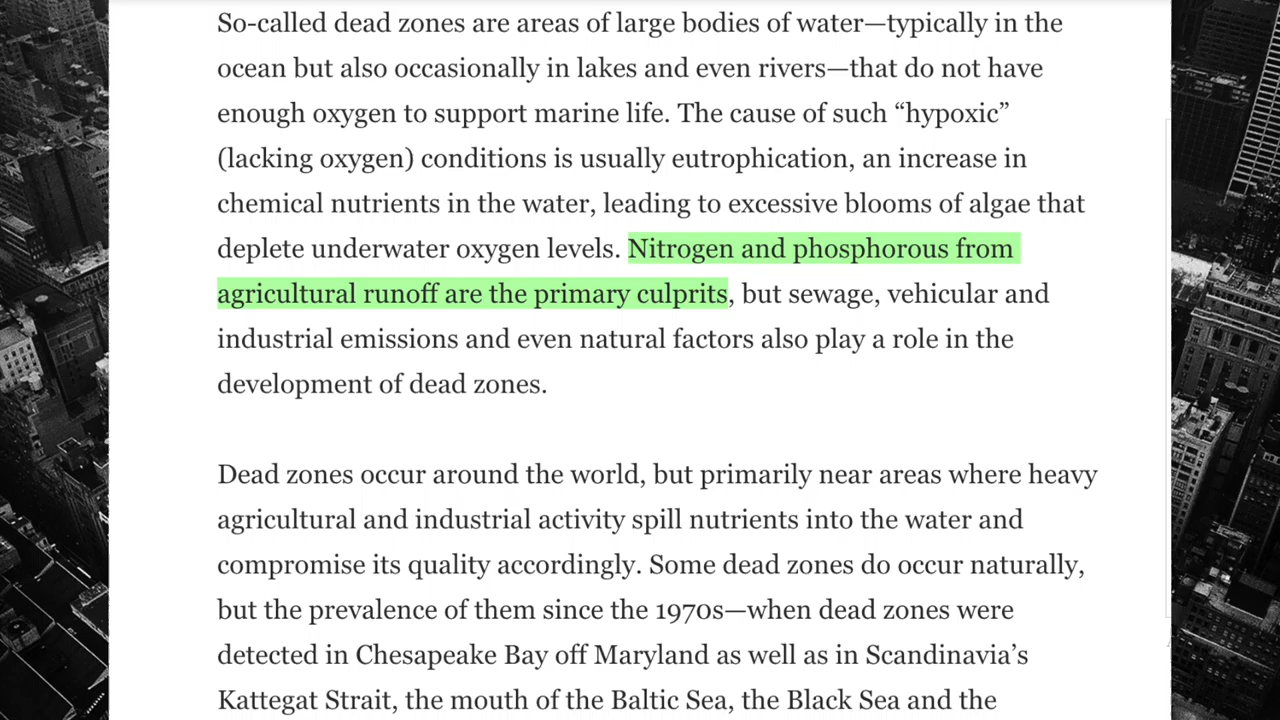 So-called dead zones are areas of large bodies of water—typically in the
ocean but also occasionally in lakes and even rivers—that do not have
enough oxygen to support marine life. The cause of such “hypoxic”
(lacking oxygen) conditions is usually eutrophication, an increase in
chemical nutrients in the water, leading to excessive blooms of algae that
deplete underwater oxygen levels. Nitrogen and phosphorous from
agricultural runoff are the primary culprits, but sewage, vehicular and
industrial emissions and even natural factors also play a role in the
development of dead zones.
Dead zones occur around the world, but primarily near areas where heavy
agricultural and industrial activity spill nutrients into the water and
compromise its quality accordingly. Some dead zones do occur naturally,
but the prevalence of them since the 1970s—when dead zones were
detected in Chesapeake Bay off Maryland as well as in Scandinavia’s
Kattegat Strait, the mouth of the Baltic Sea, the Black Sea and the